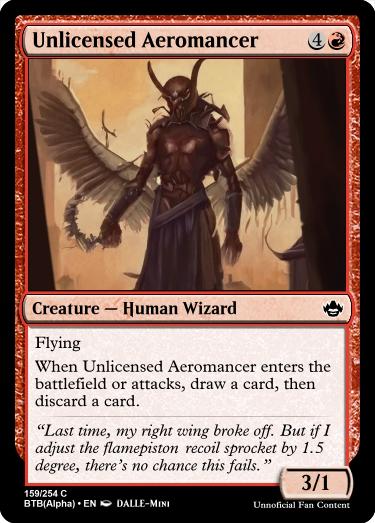 Unlicensed Aeromancer 4
Creature — Human Wizard
Flying
When Unlicensed Aeromancer enters the
battlefield or attacks, draw a card, then
discard a card.
“Last time, my right wing broke off. But if I
adjust the flamepiston recoil sprocket by 1.5
degree, there’s no chance this fails.”
3/1
159/254 C
BTB(Alpha) • EN DALLE-Mini
Unnoficial Fan Content